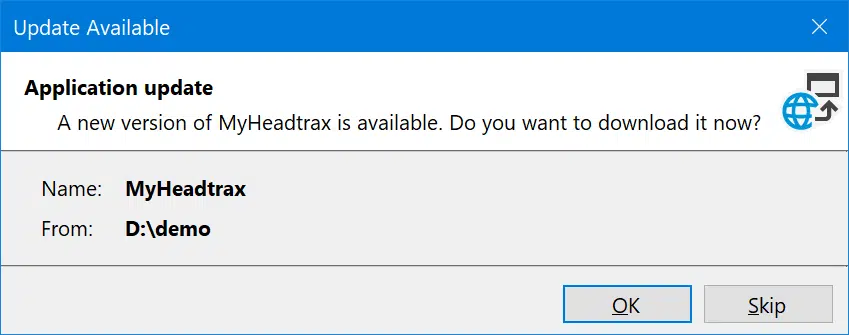 Update Available
Application update
A new version of MyHeadtrax is available. Do you want to download it now?
Name: MyHeadtrax
From: D:\demo
OK Skip